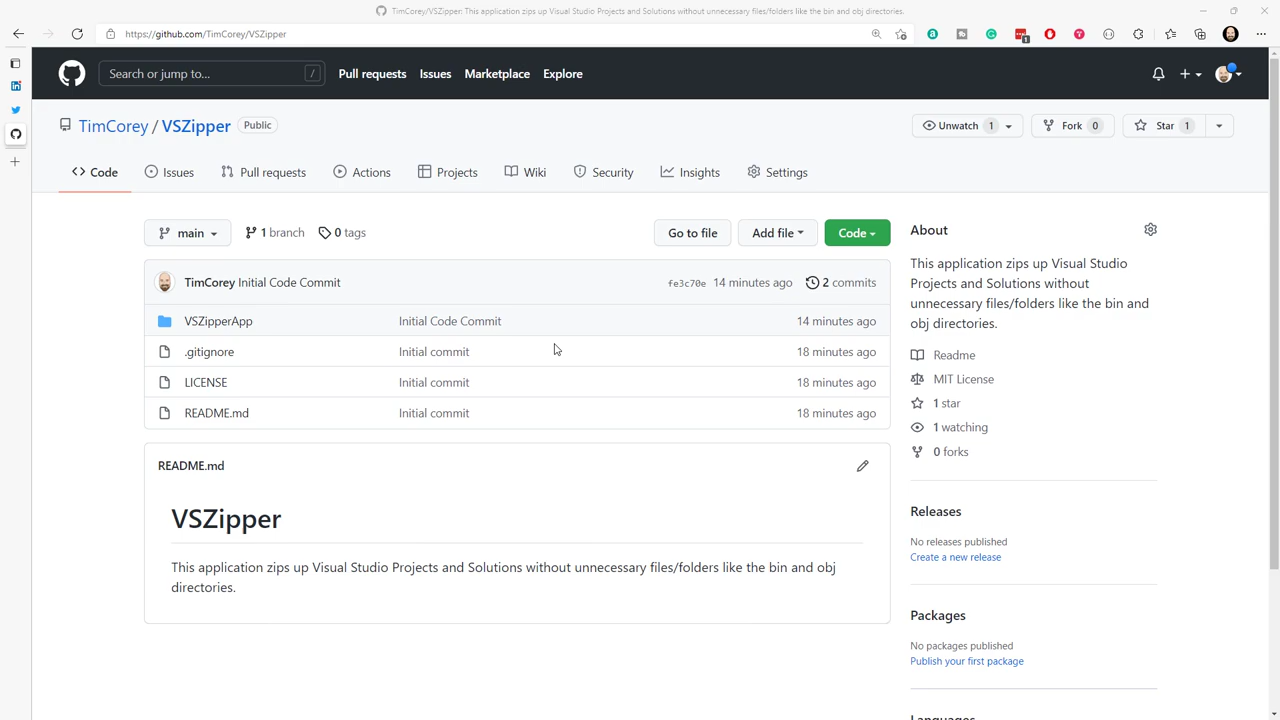 TimCorey/VSZipper: This application zips up Visual Studio Projects and Solutions without unnecessary files/folders like the bin and obj directories.
https://github.com/TimCorey/VSZipper
1
Search or jump to... /
Pull requests Issues Marketplace Explore
TimCorey / VSZipper Public
Unwatch 1 Fork 0 Star 1
Code Issues Pull requests Actions Projects Wiki Security Insights Settings
main 1 branch 0 tags Go to file Add file Code
TimCorey Initial Code Commit fe3c70e 14 minutes ago 2 commits
VSZipperApp Initial Code Commit 14 minutes ago
.gitignore Initial commit 18 minutes ago
LICENSE Initial commit 18 minutes ago
README.md Initial commit 18 minutes ago
README.md
VSZipper
This application zips up Visual Studio Projects and Solutions without unnecessary files/folders like the bin and obj
directories.
About
This application zips up Visual Studio
Projects and Solutions without
unnecessary files/folders like the bin and
obj directories.
Readme
MIT License
1 star
1 watching
0 forks
Releases
No releases published
Create a new release
Packages
No packages published
Publish your first package
Languages